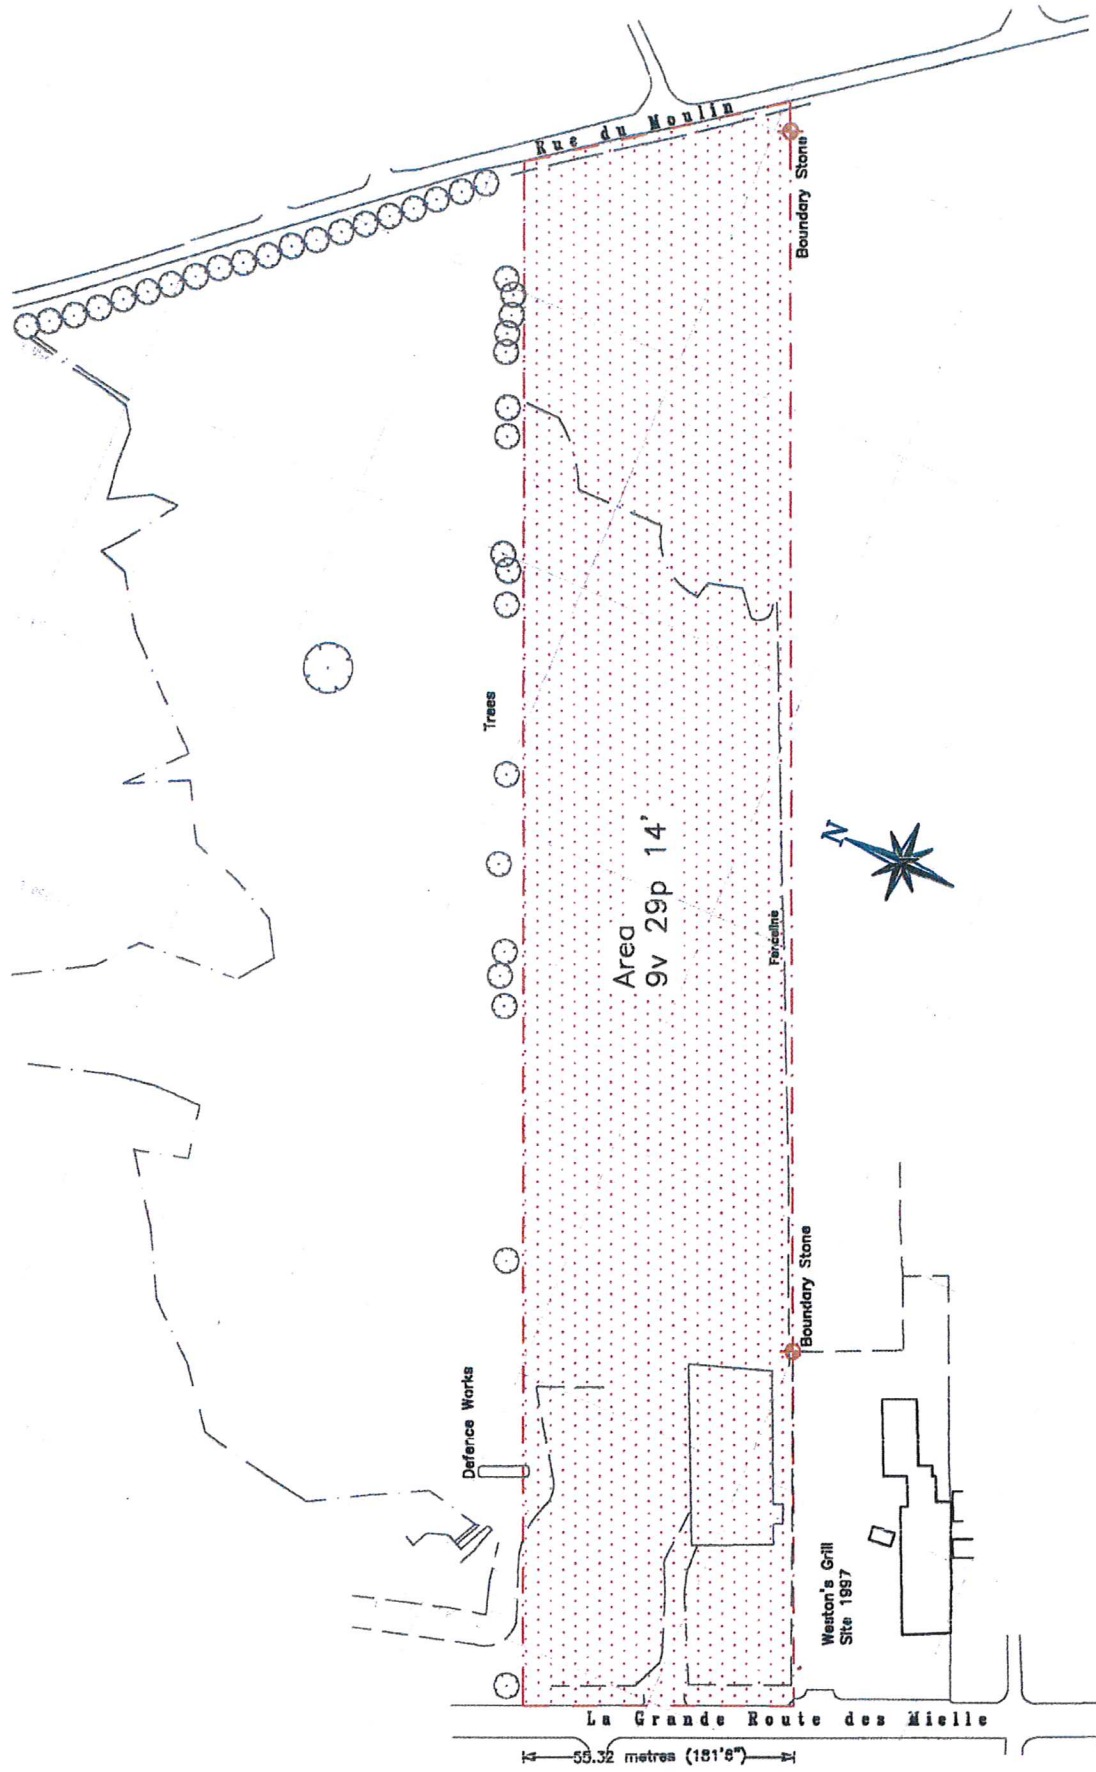 Rue du Moulin
Boundary Stone
Trees
N
Area
9v 29p 14'
Fenceline
Boundary Stone
Defence Works
Weston's Grill
Site 1997
La Grande Route des Mielle
55.32 metres (181'6")